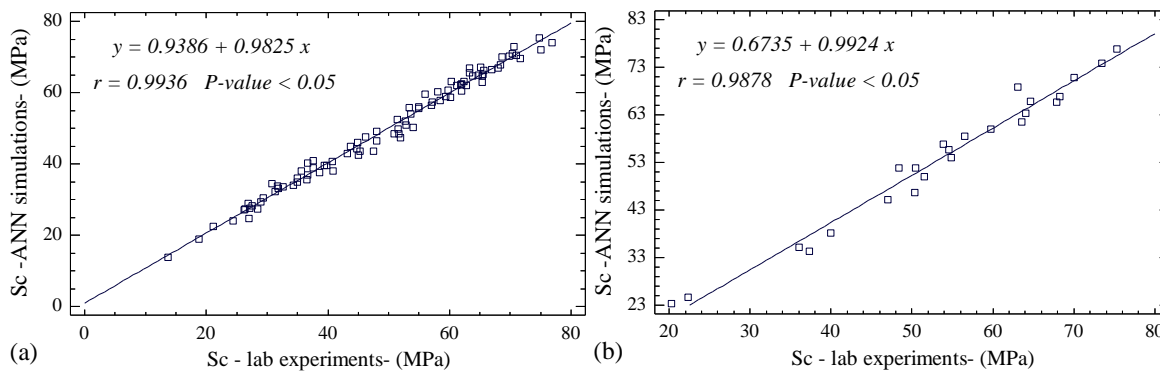 y = 0.9386 + 0.9825 x
r = 0.9936 P-value < 0.05
Sc -ANN simulations- (MPa)
80
60
40
20
0
0 20 40 60 80
Sc - lab experiments- (MPa)
(a)
y = 0.6735 + 0.9924 x
r = 0.9878 P-value < 0.05
Sc -ANN simulations- (MPa)
83
73
63
53
43
33
23
20 30 40 50 60 70 80
Sc - lab experiments- (MPa)
(b)